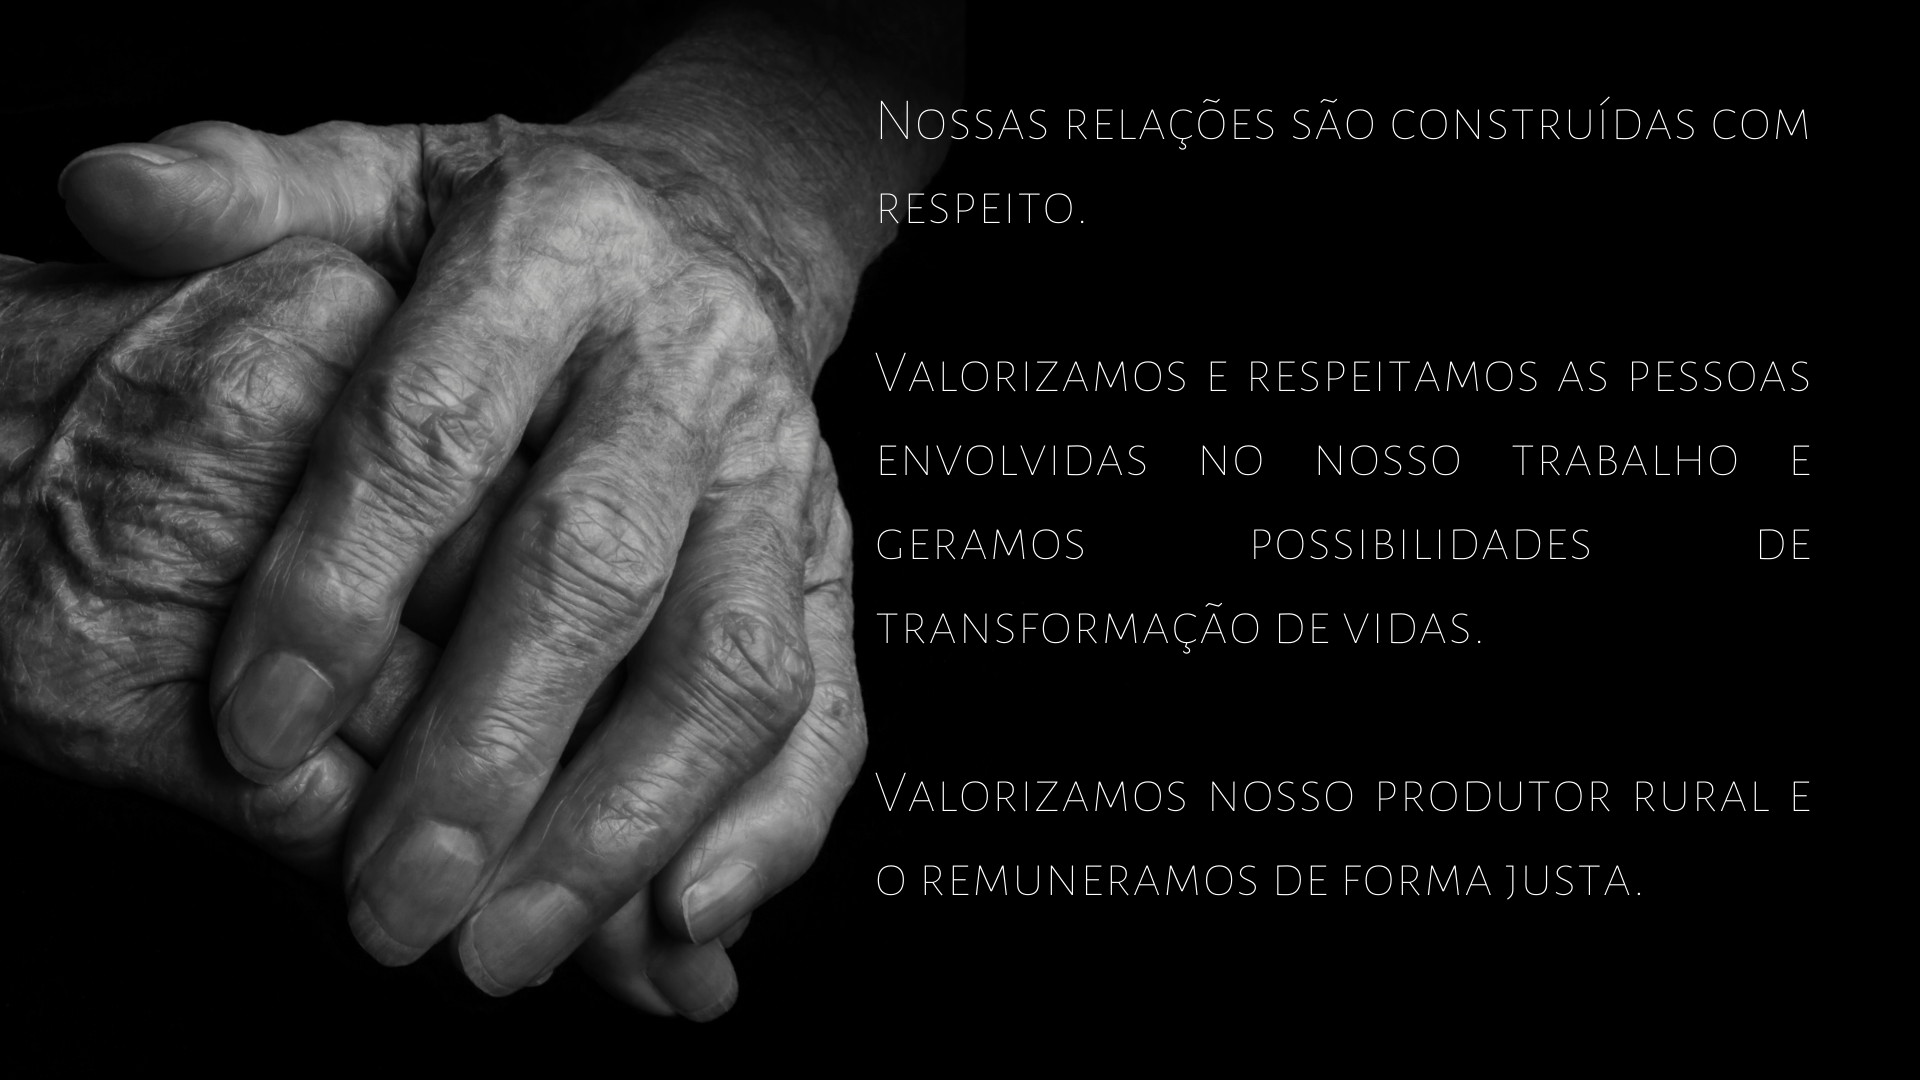 Nossas relações são construídas com
respeito.
Valorizamos e respeitamos as pessoas
envolvidas no nosso trabalho e
geramos possibilidades de
transformação de vidas.
Valorizamos nosso produtor rural e
o remuneramos de forma justa.